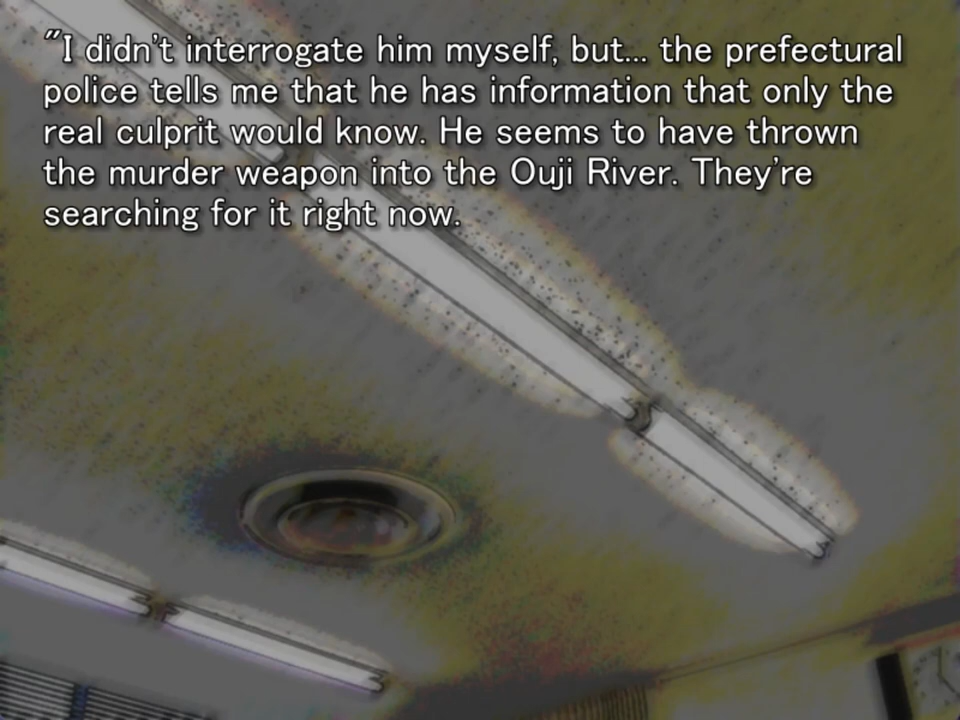 "I didn't interrogate him myself, but... the prefectural
police tells me that he has information that only the
real culprit would know. He seems to have thrown
the murder weapon into the Ouji River. They're
searching for it right now.